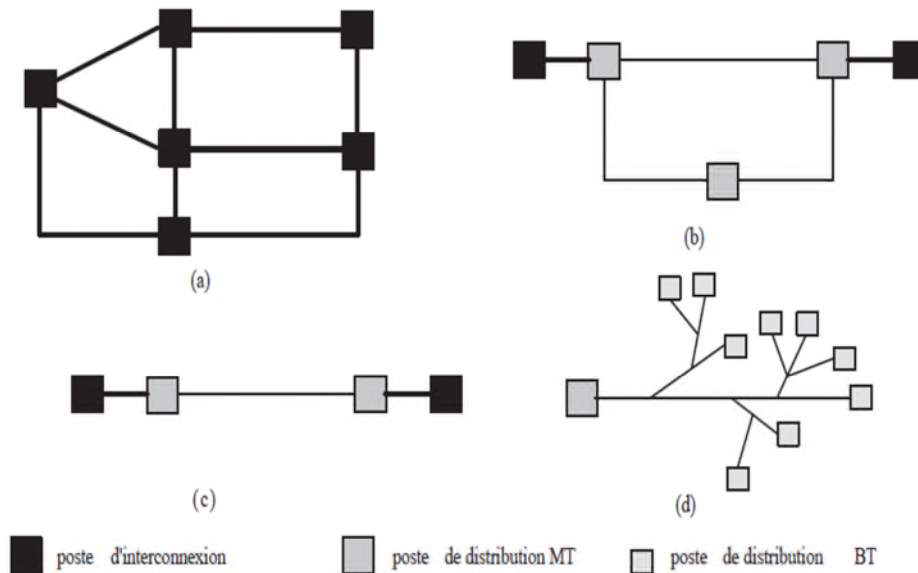 (a)
(b)
(c)
(d)
poste d'interconnexion
poste de distribution MT
poste de distribution BT